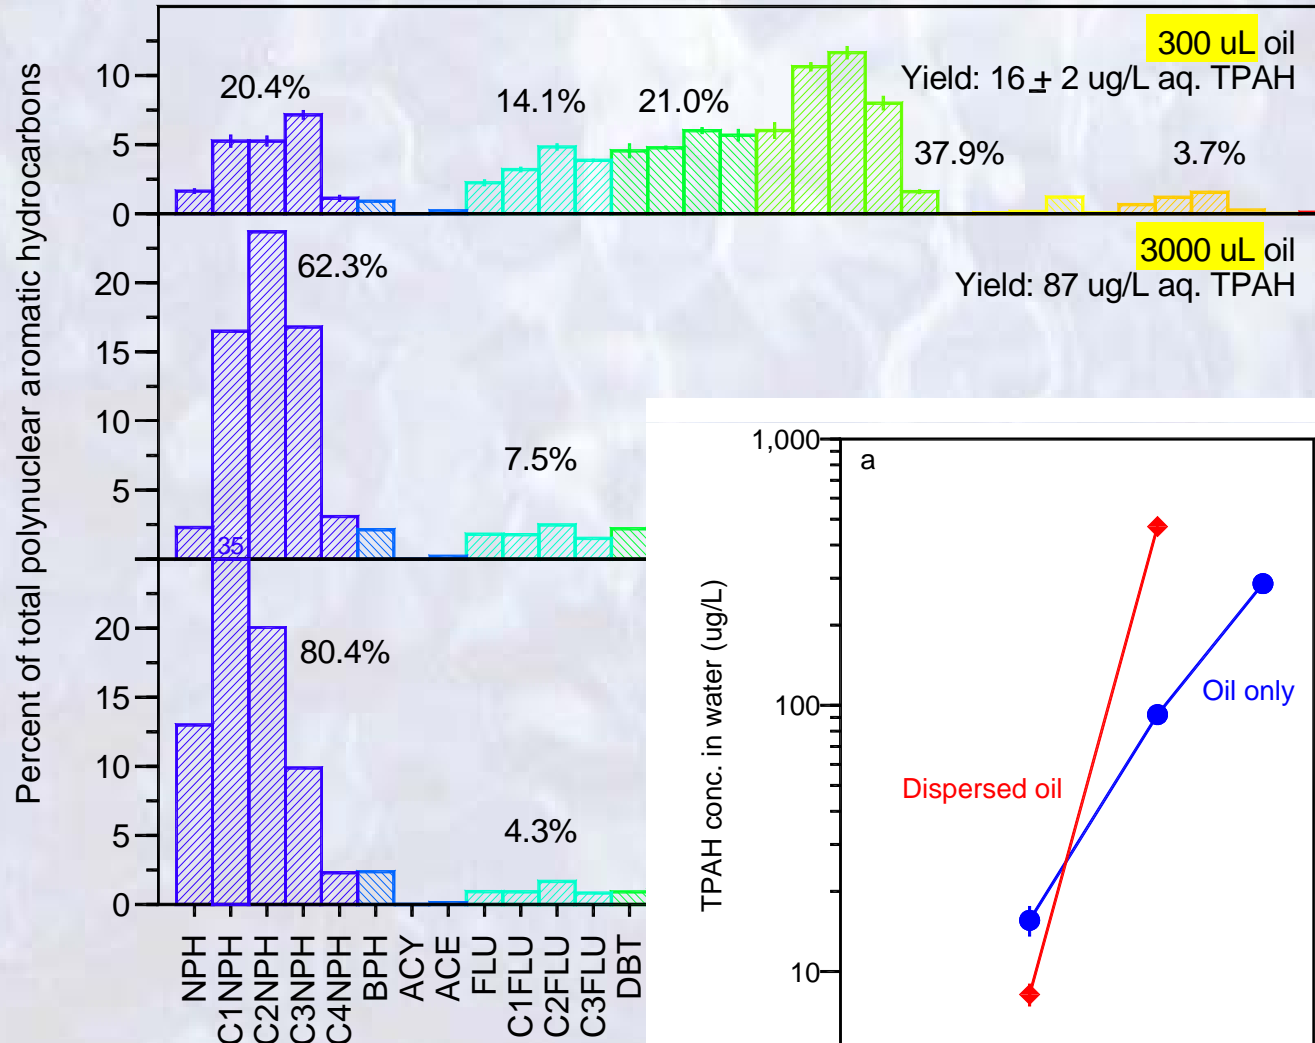 Percent of total polynuclear aromatic hydrocarbons
10
5
0
20.4%
14.1%
21.0%
37.9%
3.7%
300 uL oil
Yield: 16 ± 2 ug/L aq. TPAH
20
15
10
5
62.3%
7.5%
3000 uL oil
Yield: 87 ug/L aq. TPAH
35
20
15
10
5
0
80.4%
4.3%
NPH
C1NPH
C2NPH
C3NPH
C4NPH
BPH
ACY
ACE
FLU
C1FLU
C2FLU
C3FLU
DBT
TPAH conc. in water (ug/L)
1,000
100
10
a
Dispersed oil
Oil only